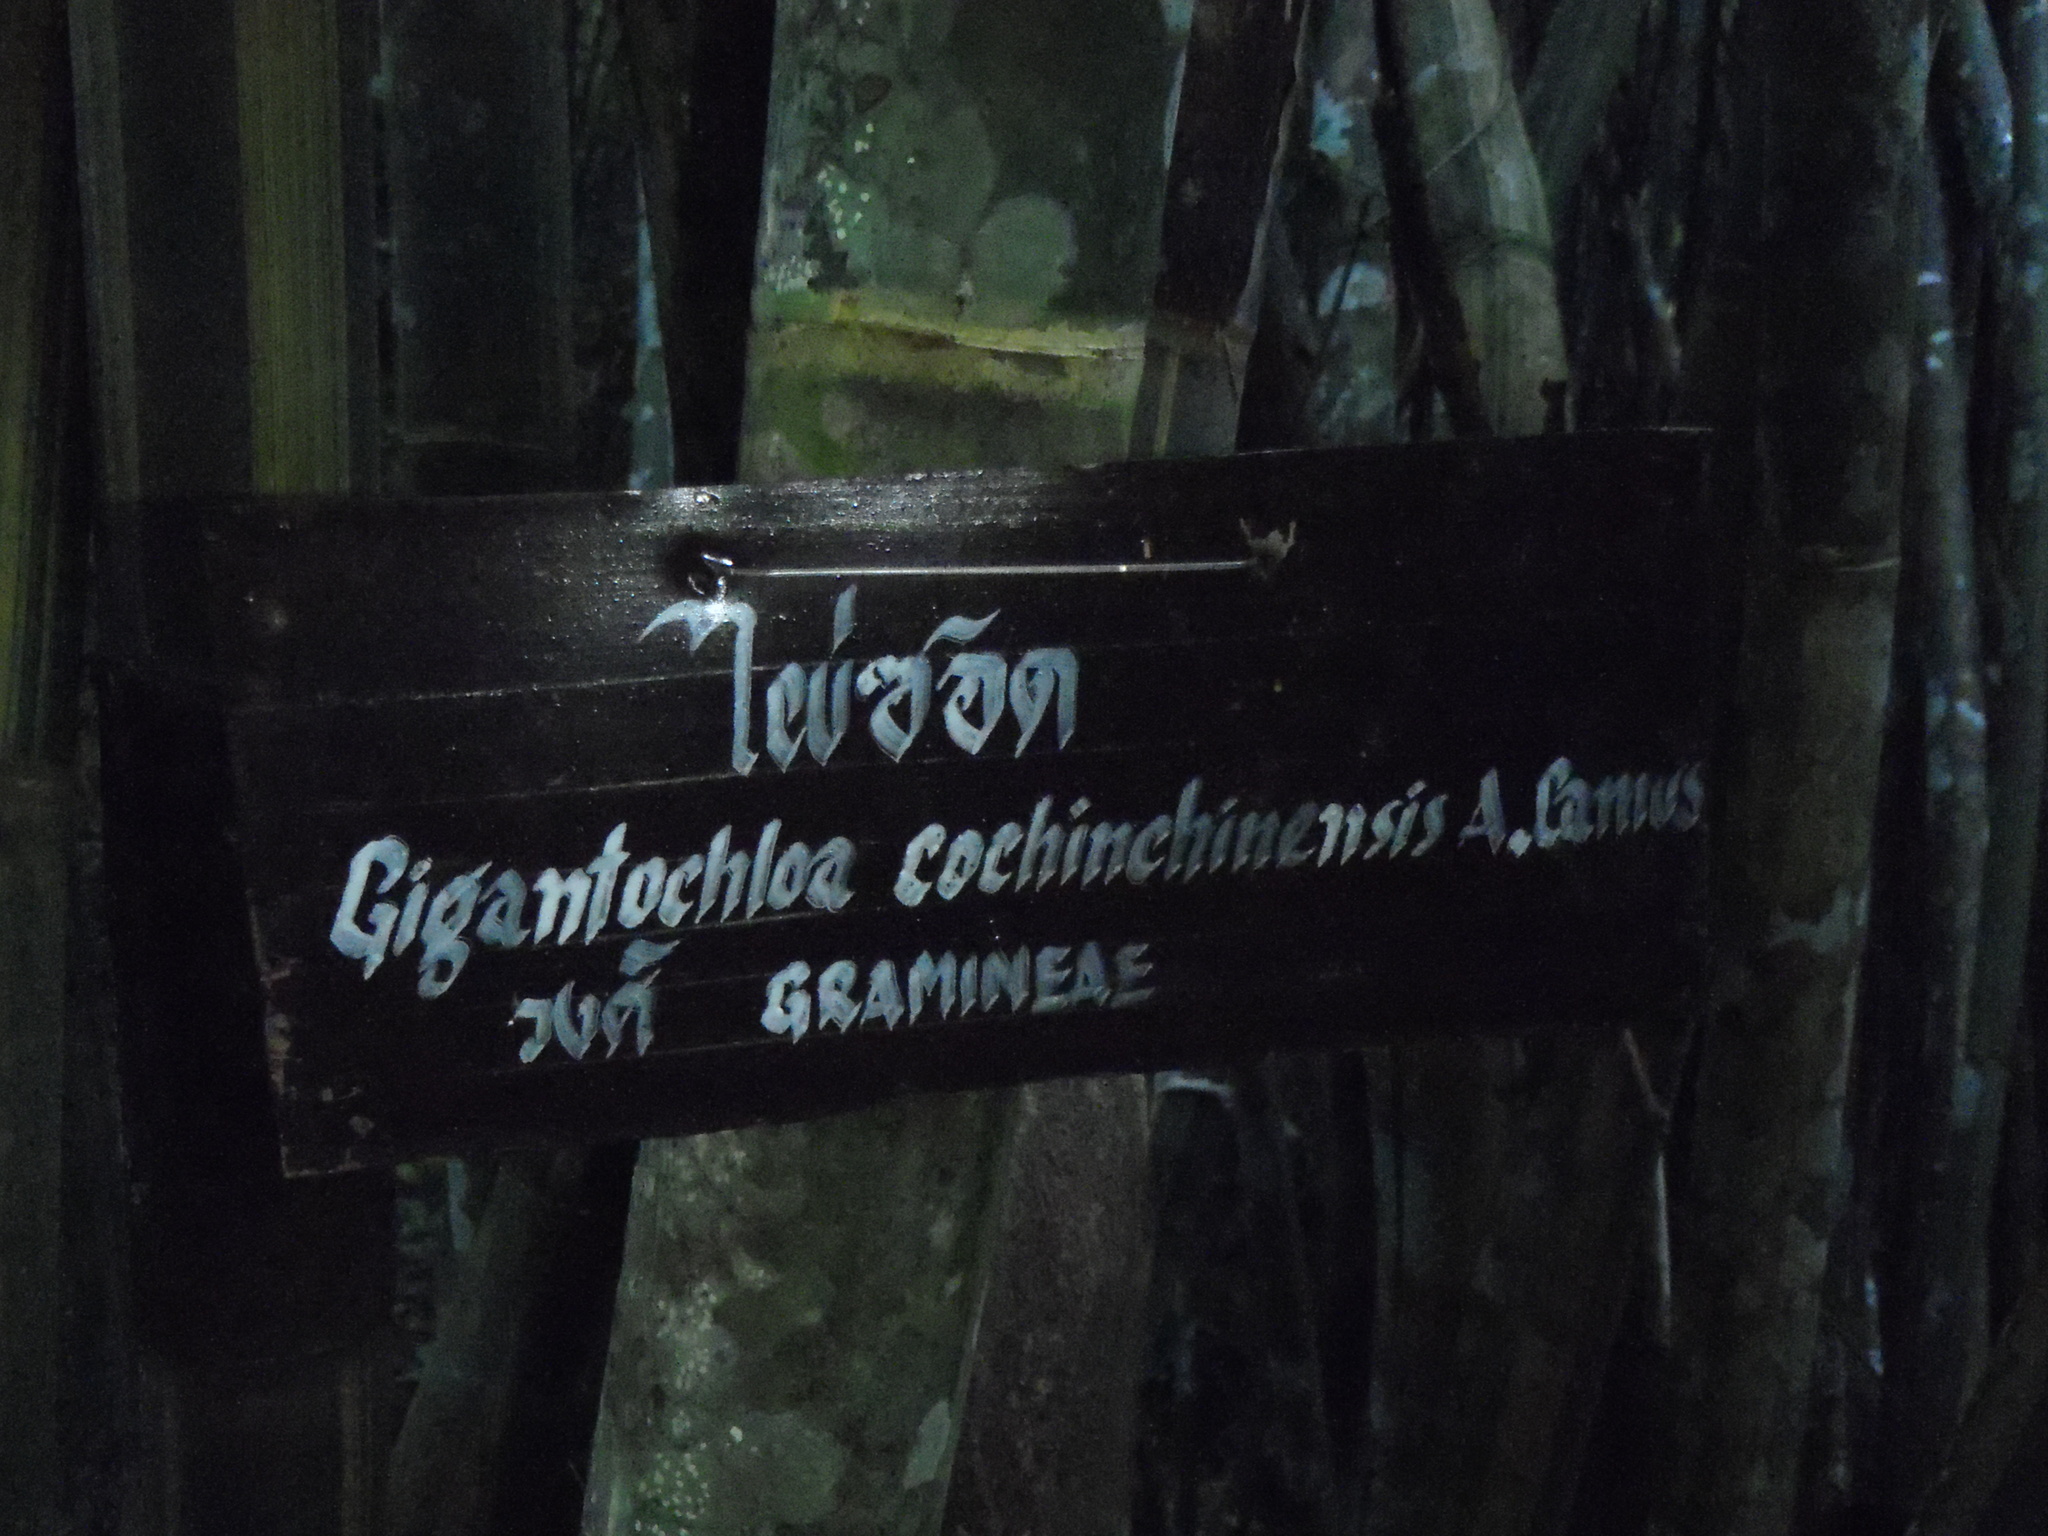 ไผ่ซอด
Gigantochloa cochinchinensis A.Camus
วงศ์ GRAMINEAE